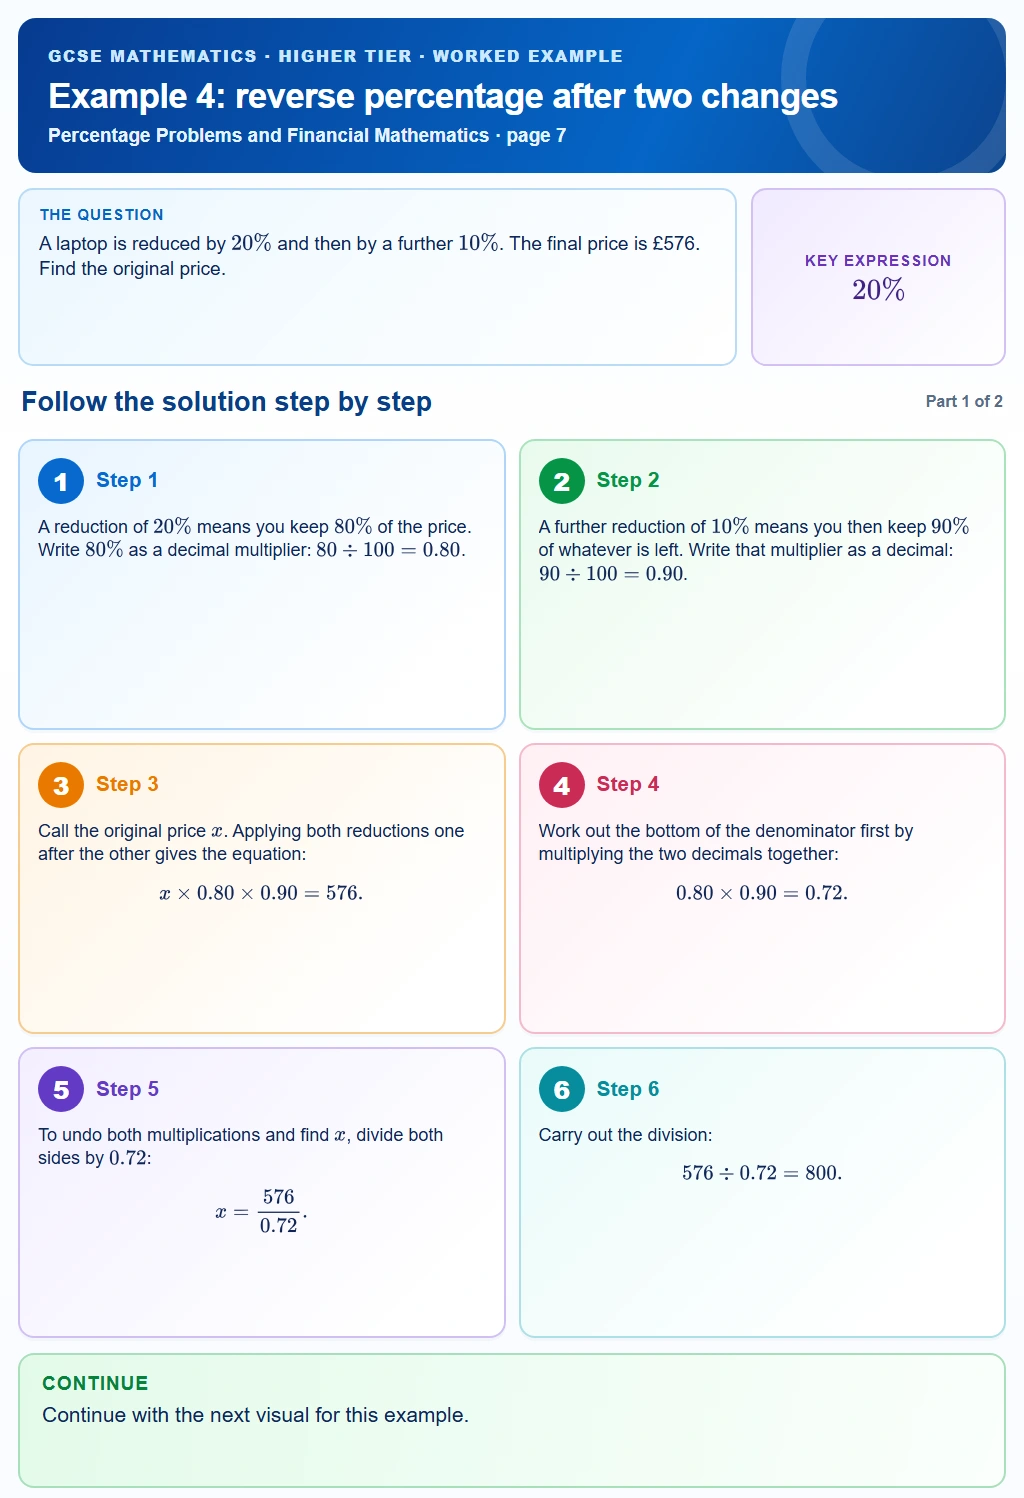 GCSE MATHEMATICS · HIGHER TIER · WORKED EXAMPLE
Example 4: reverse percentage after two changes
Percentage Problems and Financial Mathematics · page 7
THE QUESTION
A laptop is reduced by 20% and then by a further 10%. The final price is £576.
Find the original price.
KEY EXPRESSION
20%
Follow the solution step by step
Part 1 of 2
1 Step 1
A reduction of 20% means you keep 80% of the price.
Write 80% as a decimal multiplier: 80 ÷ 100 = 0.80.
2 Step 2
A further reduction of 10% means you then keep 90%
of whatever is left. Write that multiplier as a decimal:
90 ÷ 100 = 0.90.
3 Step 3
Call the original price x. Applying both reductions one
after the other gives the equation:
x × 0.80 × 0.90 = 576.
4 Step 4
Work out the bottom of the denominator first by
multiplying the two decimals together:
0.80 × 0.90 = 0.72.
5 Step 5
To undo both multiplications and find x, divide both
sides by 0.72:
x = 576/0.72.
6 Step 6
Carry out the division:
576 ÷ 0.72 = 800.
CONTINUE
Continue with the next visual for this example.